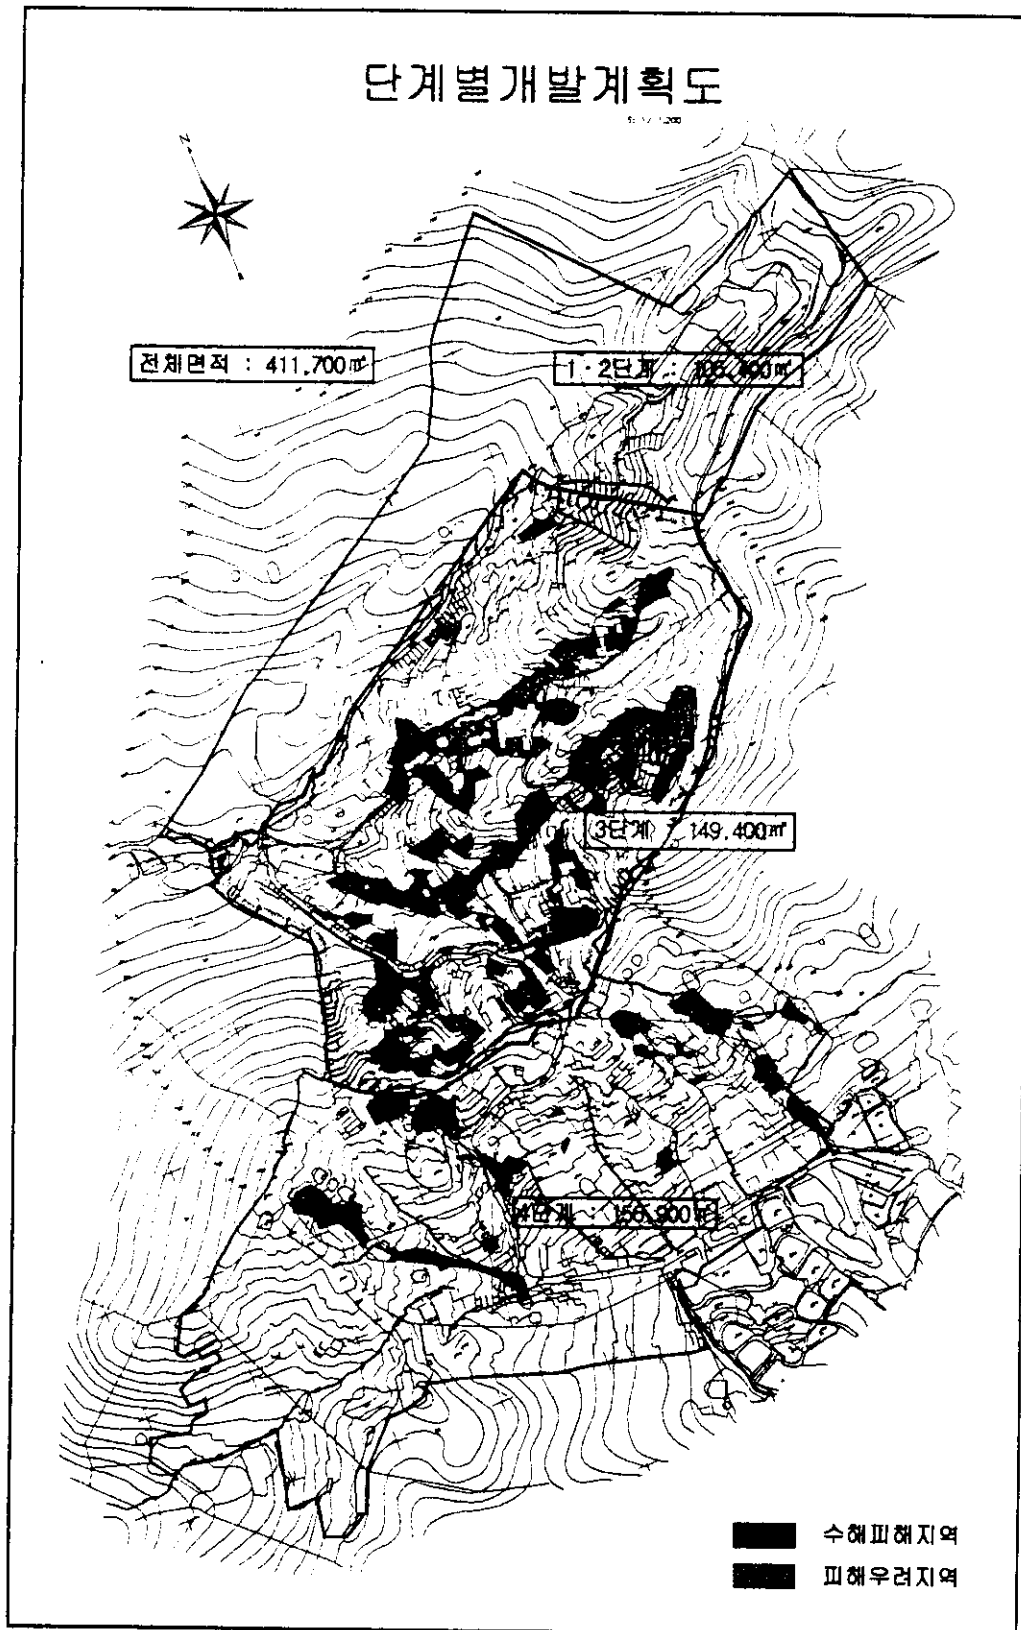 단계별개발계획도
N
전체면적 : 411,700㎡
1·2단계 : 105,400㎡
3단계 : 149,400㎡
4단계 : 156,900㎡
수해피해지역
피해우려지역